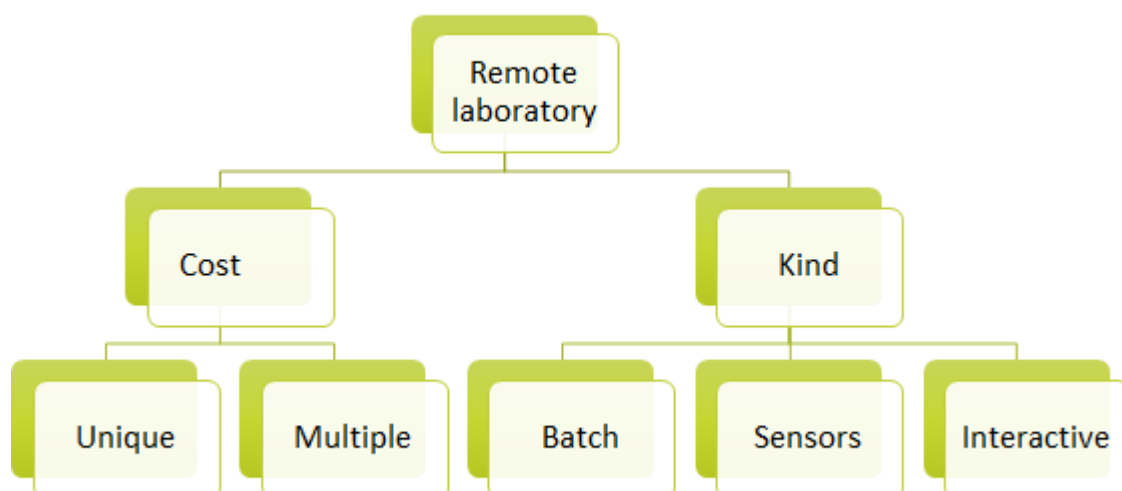 Remote
laboratory
Cost
Kind
Unique
Multiple
Batch
Sensors
Interactive